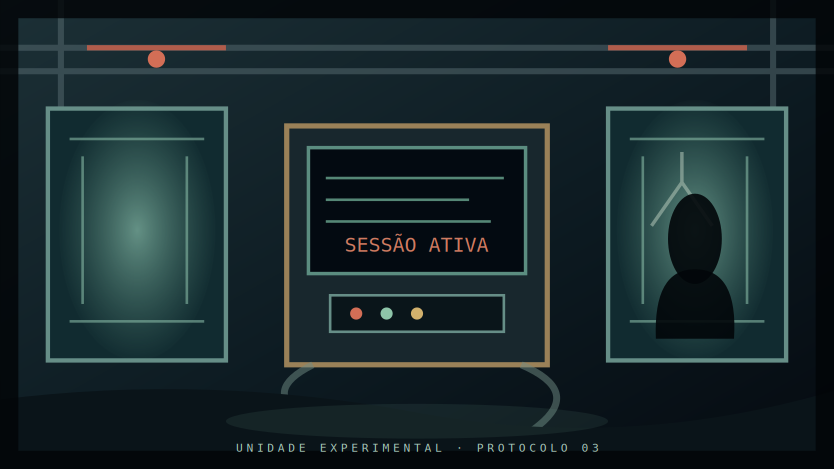 SESSÃO ATIVA
UNIDADE EXPERIMENTAL · PROTOCOLO 03